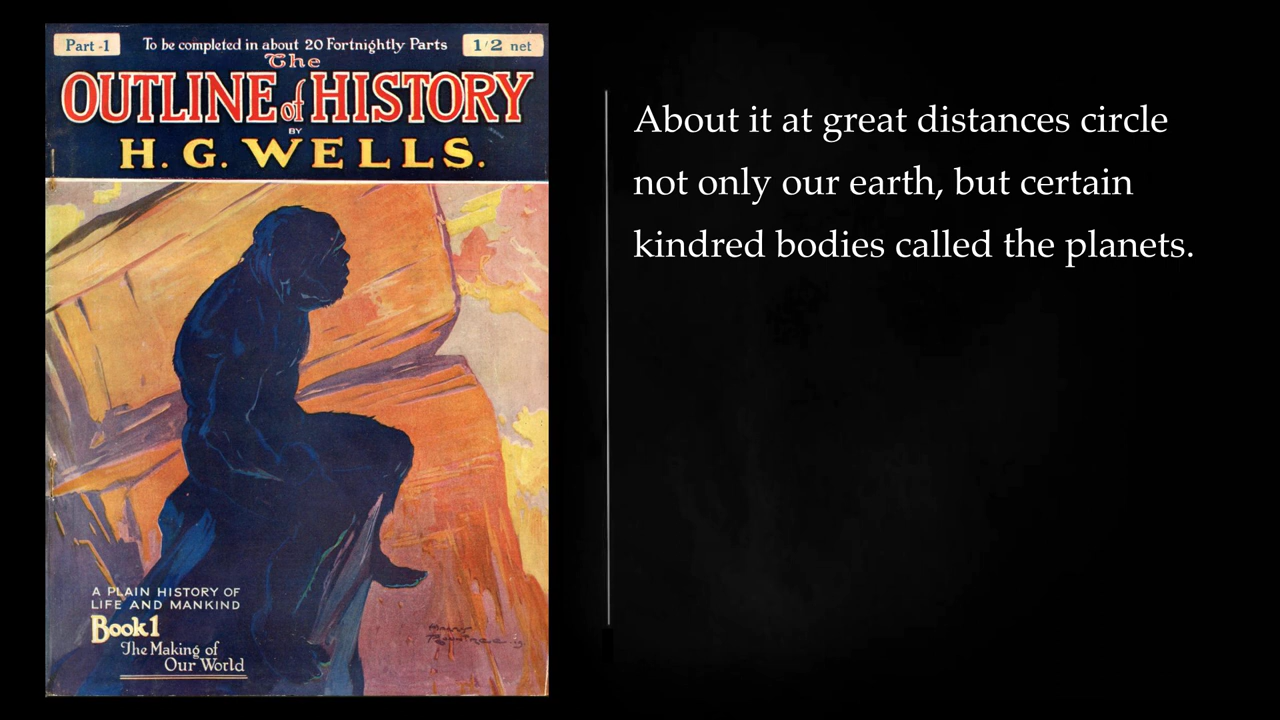 Part -1
To be completed in about 20 Fortnightly Parts
1/2 net
The
OUTLINE of HISTORY
BY
H. G. WELLS.
A PLAIN HISTORY OF
LIFE AND MANKIND
Book 1
The Making of
Our World
About it at great distances circle
not only our earth, but certain
kindred bodies called the planets.